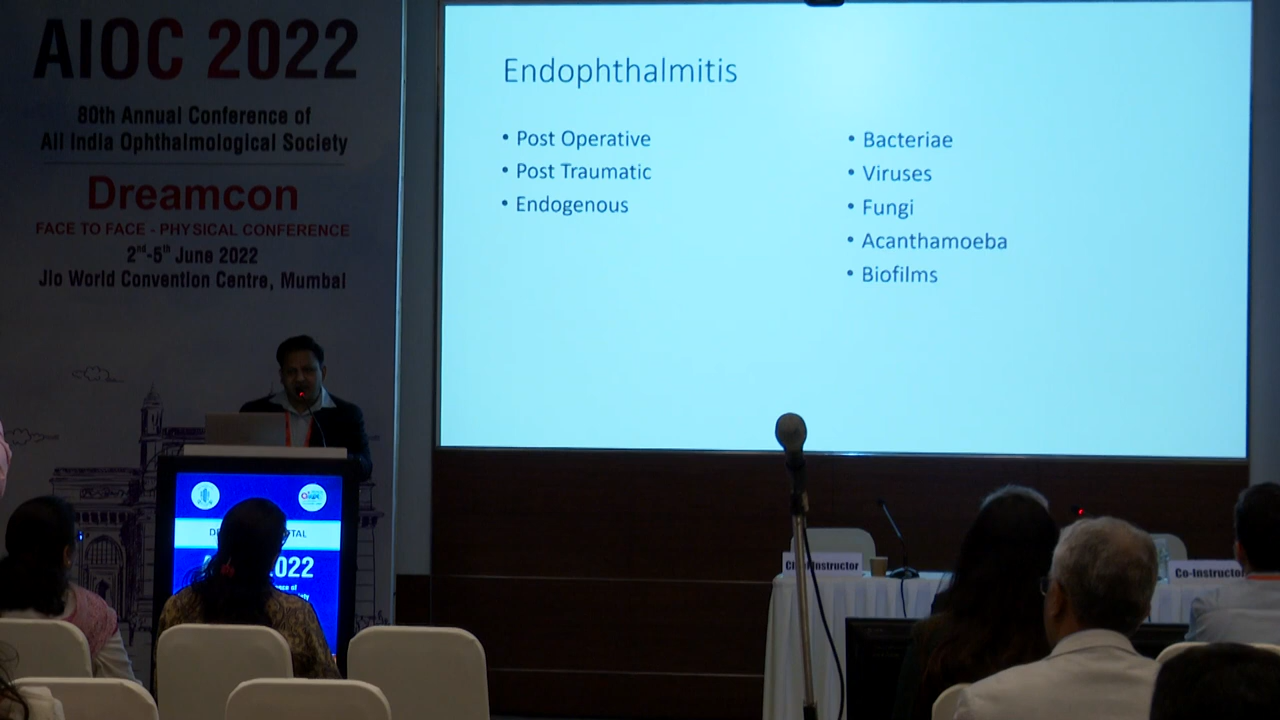 AIOC 2022
80th Annual Conference of
All India Ophthalmological Society
Dreamcon
FACE TO FACE - PHYSICAL CONFERENCE
2nd-5th June 2022
Jio World Convention Centre, Mumbai
Endophthalmitis
• Post Operative
• Post Traumatic
• Endogenous
• Bacteriae
• Viruses
• Fungi
• Acanthamoeba
• Biofilms
Co-Instructor